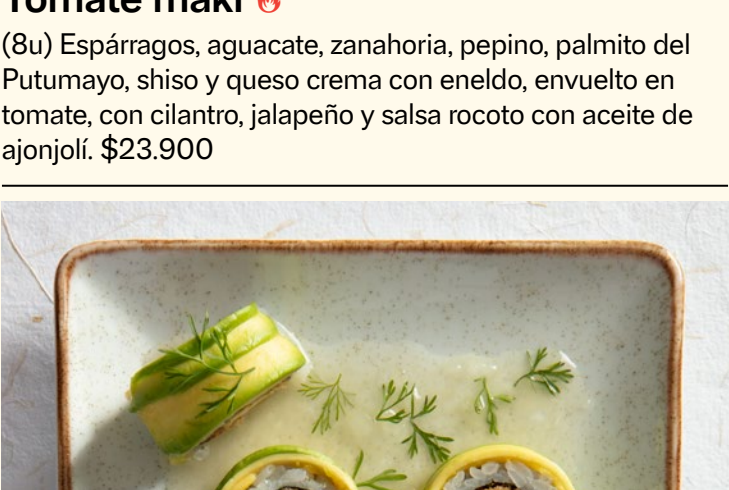 Tomate maki
(8u) Espárragos, aguacate, zanahoria, pepino, palmito del
Putumayo, shiso y queso crema con eneldo, envuelto en
tomate, con cilantro, jalapeño y salsa rocoto con aceite de
ajonjolí. $23.900